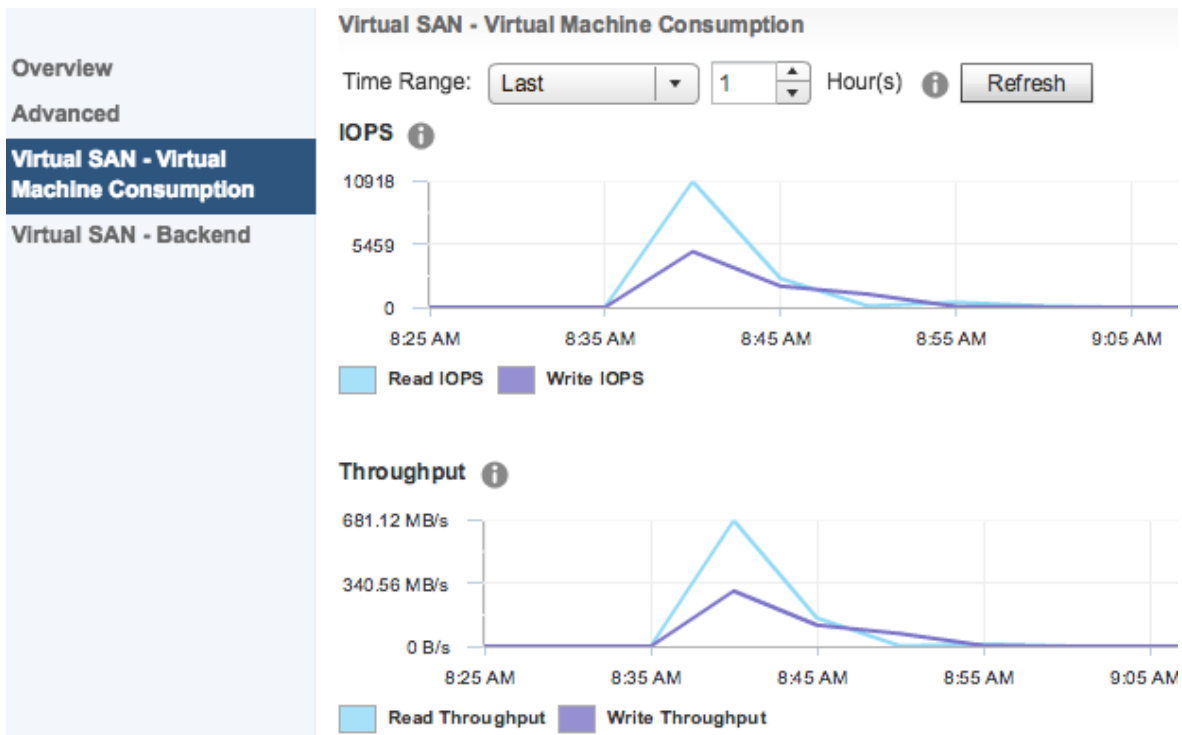 Virtual SAN - Virtual Machine Consumption
Overview
Advanced
Virtual SAN - Virtual
Machine Consumption
Virtual SAN - Backend
Time Range: Last 1 Hour(s) Refresh
IOPS
10918
5459
0
8:25 AM 8:35 AM 8:45 AM 8:55 AM 9:05 AM
Read IOPS Write IOPS
Throughput
681.12 MB/s
340.56 MB/s
0 B/s
8:25 AM 8:35 AM 8:45 AM 8:55 AM 9:05 AM
Read Throughput Write Throughput